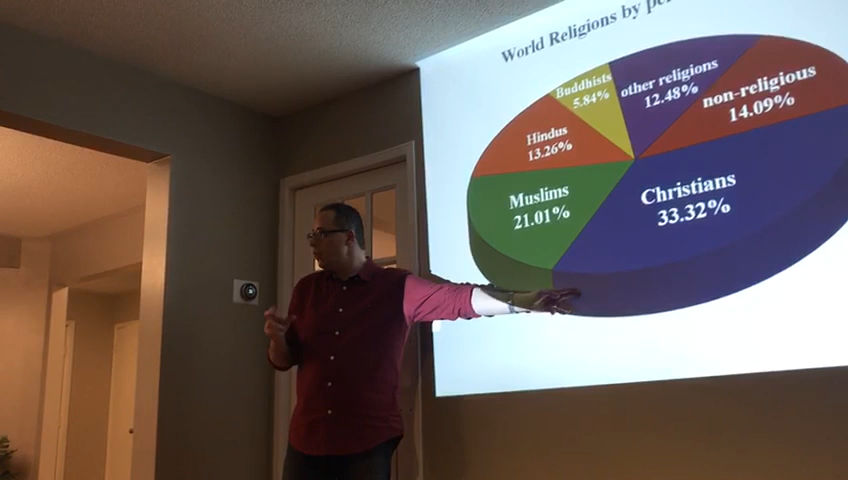 World Religions by
Buddhists
5.84%
other religions
12.48%
non-religious
14.09%
Hindus
13.26%
Muslims
21.01%
Christians
33.32%